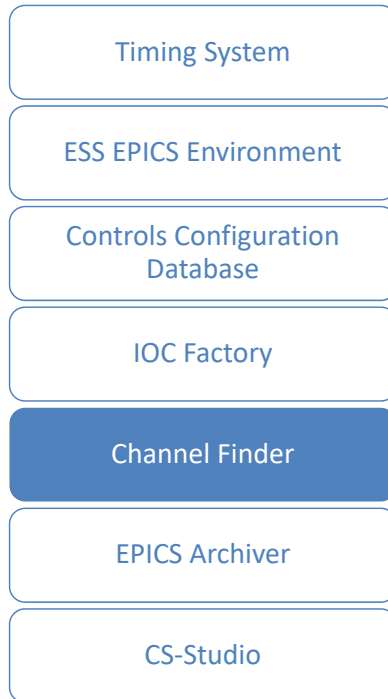 Timing System
ESS EPICS Environment
Controls Configuration
Database
IOC Factory
Channel Finder
EPICS Archiver
CS-Studio